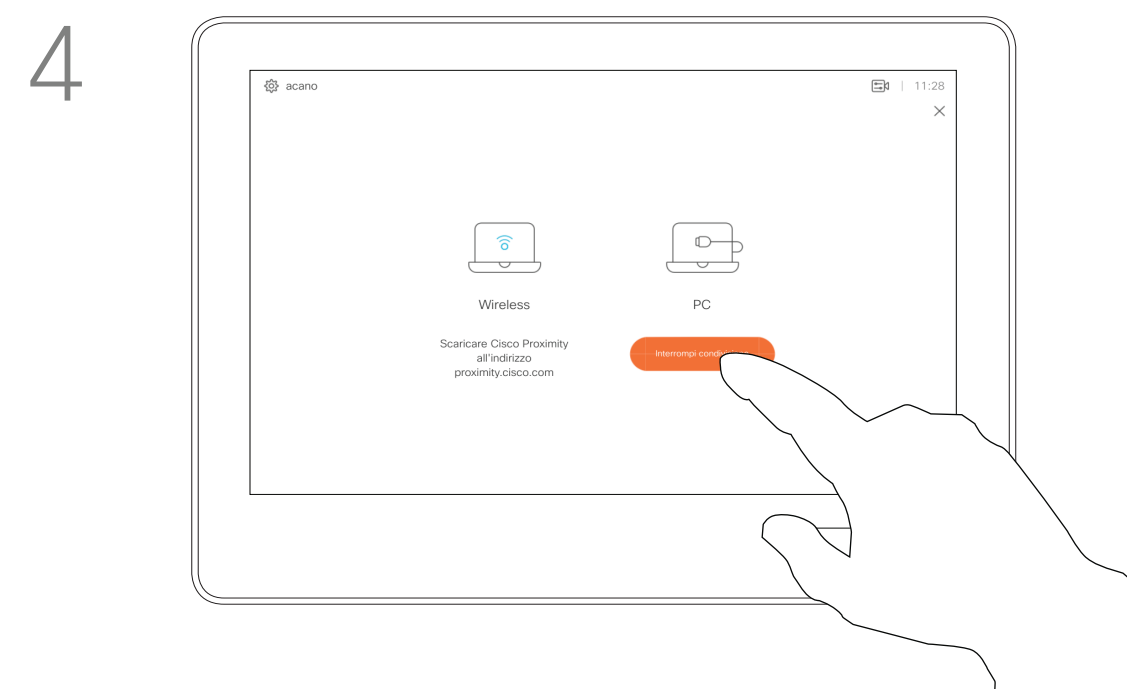 4
acano
11:28
Wireless
PC
Scaricare Cisco Proximity
all'indirizzo
proximity.cisco.com
Interrompi